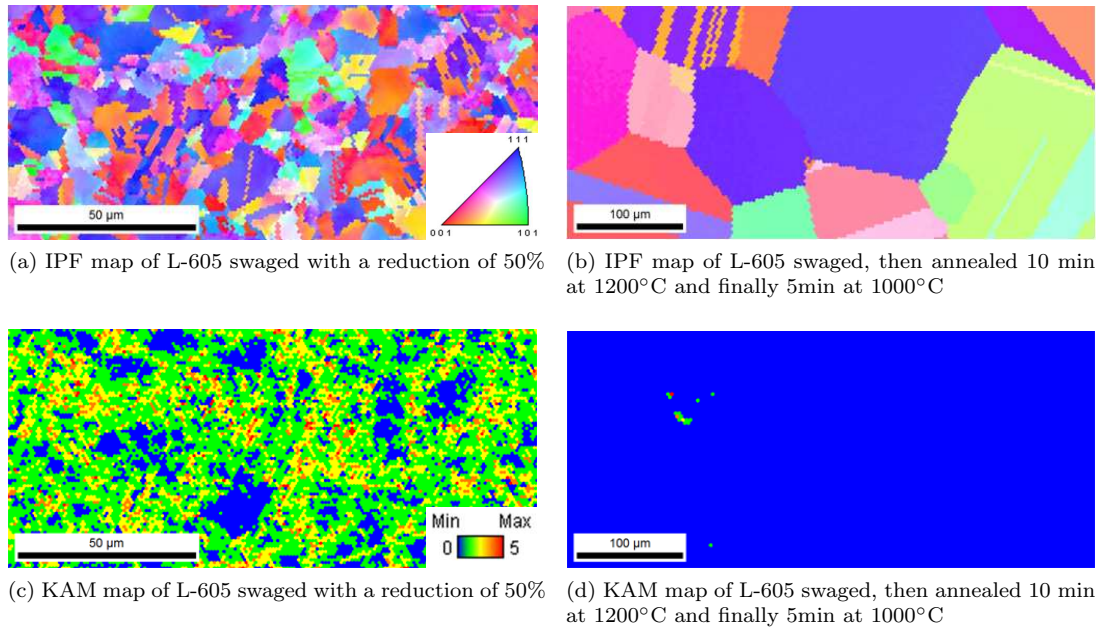 1 1 1
0 0 1
1 0 1
50 µm
100 µm
(a) IPF map of L-605 swaged with a reduction of 50%
(b) IPF map of L-605 swaged, then annealed 10 min
at 1200°C and finally 5min at 1000°C
Min Max
0 5
50 µm
100 µm
(c) KAM map of L-605 swaged with a reduction of 50%
(d) KAM map of L-605 swaged, then annealed 10 min
at 1200°C and finally 5min at 1000°C